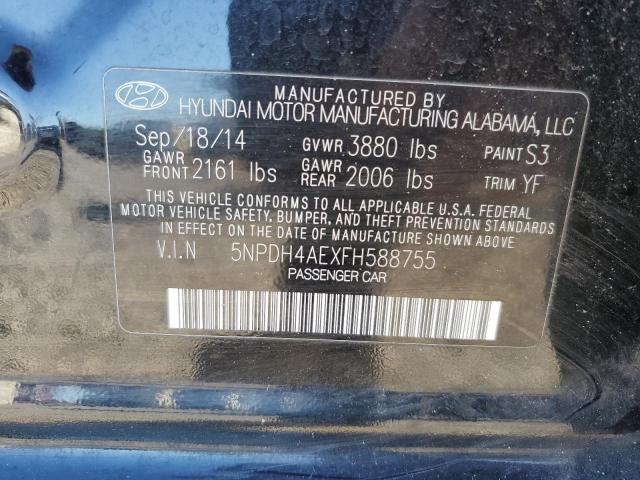 MANUFACTURED BY
HYUNDAI MOTOR MANUFACTURING ALABAMA, LLC
Sep/18/14 GVWR 3880 lbs PAINT S3
GAWR FRONT 2161 lbs GAWR REAR 2006 lbs TRIM YF
THIS VEHICLE CONFORMS TO ALL APPLICABLE U.S.A. FEDERAL
MOTOR VEHICLE SAFETY, BUMPER, AND THEFT PREVENTION STANDARDS
IN EFFECT ON THE DATE OF MANUFACTURE SHOWN ABOVE
V.I.N 5NPDH4AEXFH588755
PASSENGER CAR